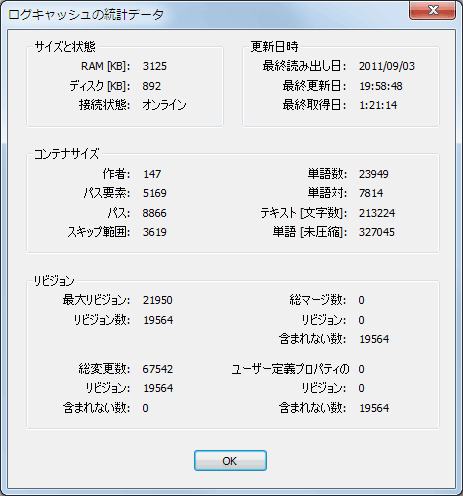 ログキャッシュの統計データ
サイズと状態
RAM [KB]: 3125
ディスク [KB]: 892
接続状態: オンライン
更新日時
最終読み出し日: 2011/09/03
最終更新日: 19:58:48
最終取得日: 1:21:14
コンテナサイズ
作者: 147
パス要素: 5169
パス: 8866
スキップ範囲: 3619
単語数: 23949
単語対: 7814
テキスト [文字数]: 213224
単語 [未圧縮]: 327045
リビジョン
最大リビジョン: 21950
リビジョン数: 19564
総マージ数: 0
リビジョン: 0
含まれない数: 19564
総変更数: 67542
リビジョン: 19564
含まれない数: 0
ユーザー定義プロパティの 0
リビジョン: 0
含まれない数: 19564
OK